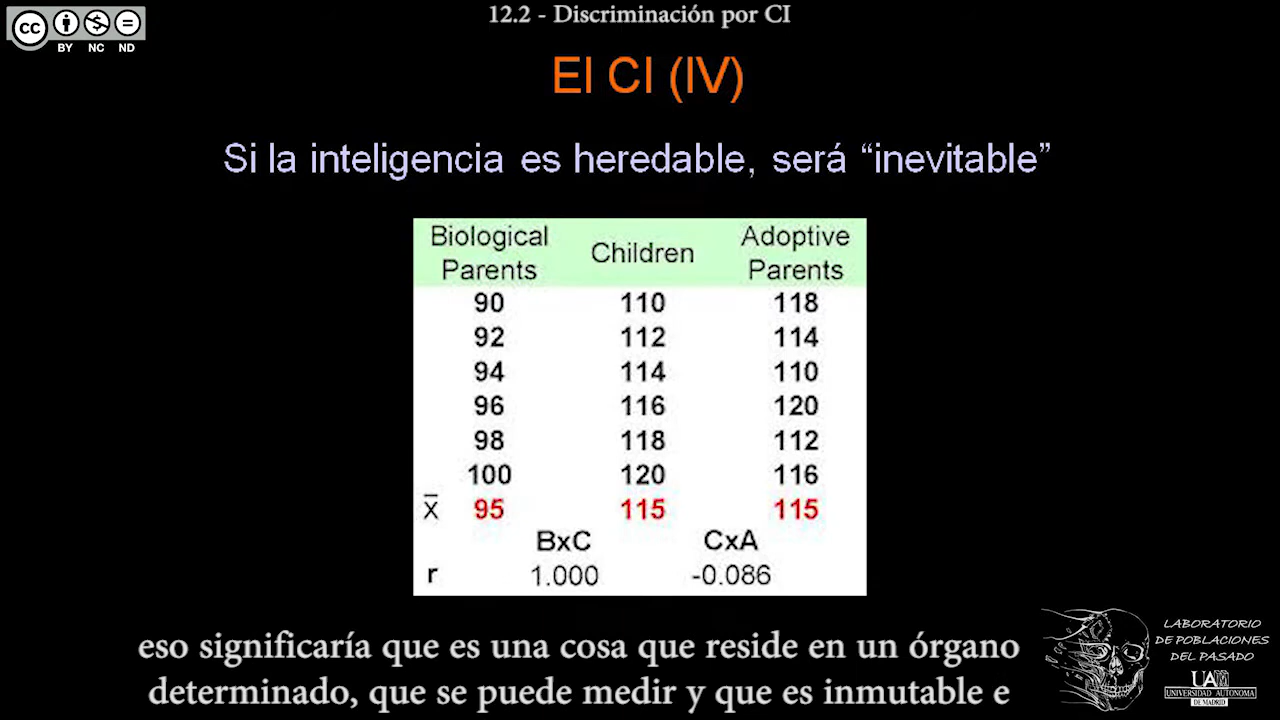 12.2 - Discriminación por CI
CC
BY NC ND
El CI (IV)
Si la inteligencia es heredable, será “inevitable”
Biological Parents Children Adoptive Parents
90 110 118
92 112 114
94 114 110
96 116 120
98 118 112
100 120 116
X̅ 95 115 115
BxC CxA
r 1.000 -0.086
eso significaría que es una cosa que reside en un órgano
determinado, que se puede medir y que es inmutable e
LABORATORIO
DE POBLACIONES
DEL PASADO
UAM
UNIVERSIDAD AUTONOMA
DE MADRID